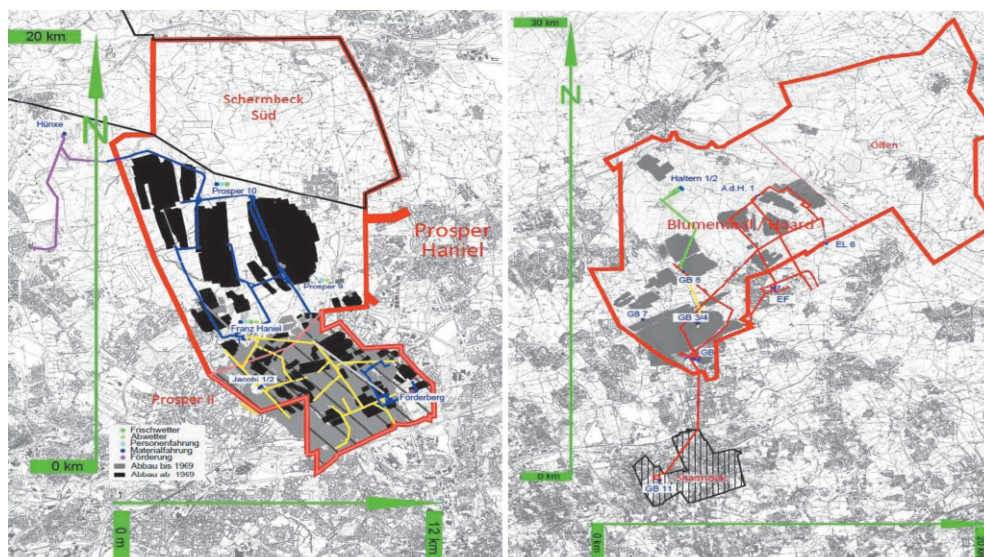 20 km
N
Schermbeck
Süd
Hünxe
Prosper 10
Prosper
Haniel
Prosper 9
Franz Haniel
Jacobi 1/2
Prosper II
Förderberg
Frischwetter
Abwetter
Personenfahrung
Materialfahrung
Förderung
Abbau bis 1969
Abbau ab 1969
0 km
0 m
12 km
30 km
N
Olfen
Haltern 1/2
A.d.H. 1
Blumenthal / Haard
EL 6
GB 8
EF
GB 7
GB 3/4
GB
0 km
Shamrock
GB 11
0 km